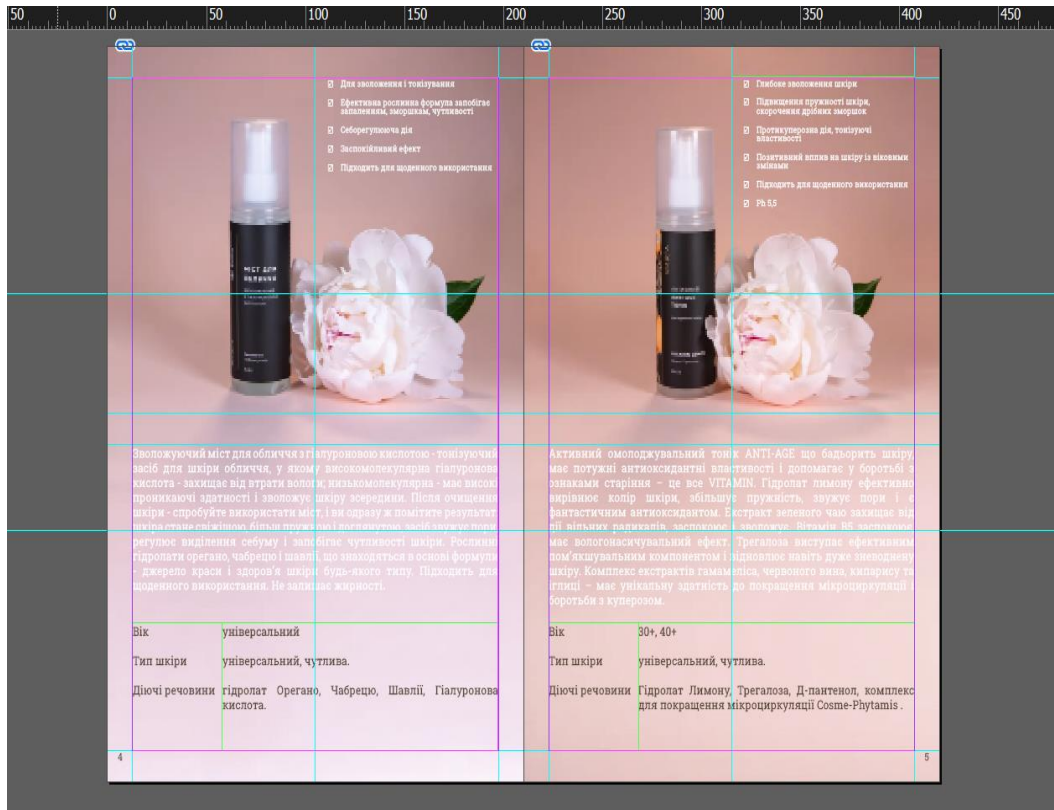 50 0 50 100 150 200 250 300 350 400 450
Для зволоження і тонізування
Ефективна рослинна формула запобігає
запаленням, зморшкам, чутливості
Себорегулююча дія
Заспокійливий ефект
Підходить для щоденного використання
МІСТ ДЛЯ
Зволожуючий міст для обличчя з гіалуроновою кислотою - тонізуючий
засіб для шкіри обличчя, у якому високомолекулярна гіалуронова
кислота - захищає від втрати вологи; низькомолекулярна - має високі
проникаючі здатності і зволожує шкіру зсередини. Після очищення
шкіри - спробуйте використати міст, і ви одразу ж помітите результат:
шкіра стане свіжішою, більш пружною і доглянутою, засіб звужує пори,
регулює виділення себуму і запобігає чутливості шкіри. Рослинні
гідролати орегано, чабрецю і шавлії, що знаходяться в основі формули
- джерело краси і здоров'я шкіри будь-якого типу. Підходить для
щоденного використання. Не залишає жирності.
Вік універсальний
Тип шкіри універсальний, чутлива.
Діючі речовини гідролат Орегано, Чабрецю, Шавлії, Гіалуронова
кислота.
4
Глибоке зволоження шкіри
Підвищення пружності шкіри,
скорочення дрібних зморшок
Протикуперозна дія, тонізуючі
властивості
Позитивний вплив на шкіру із віковими
змінами
Підходить для щоденного використання
Ph 5,5
Активний омолоджувальний тонік ANTI-AGE що бадьорить шкіру,
має потужні антиоксидантні властивості і допомагає у боротьбі з
ознаками старіння – це все VITAMIN. Гідролат лимону ефективно
вирівнює колір шкіри, збільшує пружність, звужує пори і є
фантастичним антиоксидантом. Екстракт зеленого чаю захищає від
дії вільних радикалів, заспокоює і зволожує. Вітамін B5 заспокоює,
має вологонасичувальний ефект. Трегалоза виступає ефективним
пом'якшувальним компонентом і відновлює навіть дуже зневоднену
шкіру. Комплекс екстрактів гамамеліса, червоного вина, кипарису та
іглиці – має унікальну здатність до покращення мікроциркуляції і
боротьби з куперозом.
Вік 30+, 40+
Тип шкіри універсальний, чутлива.
Діючі речовини Гідролат Лимону, Трегалоза, Д-пантенол, комплекс
для покращення мікроциркуляції Cosme-Phytamis .
5